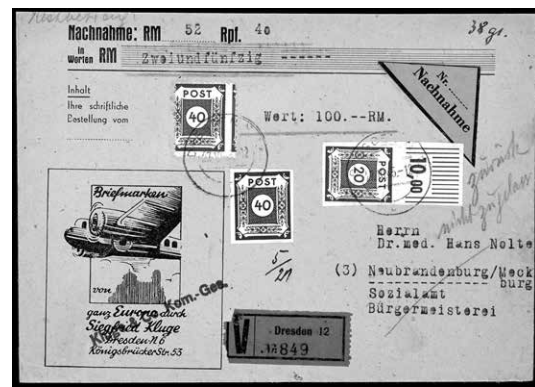 38 gr.
Nachnahme: RM 52 Rpf. 40
in Worten RM Zweiundfünfzig ------
Inhalt
Ihre schriftliche
Bestellung vom
Wert: 100.--RM.
Nr.
Nachnahme
POST
40
POST
40
POST
20
10,00
zurück
nicht zugelan
Herrn
Dr.med. Hans Nolte
(3) Neubrandenburg/Meck
burg
Sozialamt
Bürgermeisterei
5/21
Briefmarken
von
ganz Europa durch
Siegfried Kluge
Dresden N 6
Königsbrücker Str. 53
Kluge & Co. Kom.-Ges.
V
Dresden 12
849